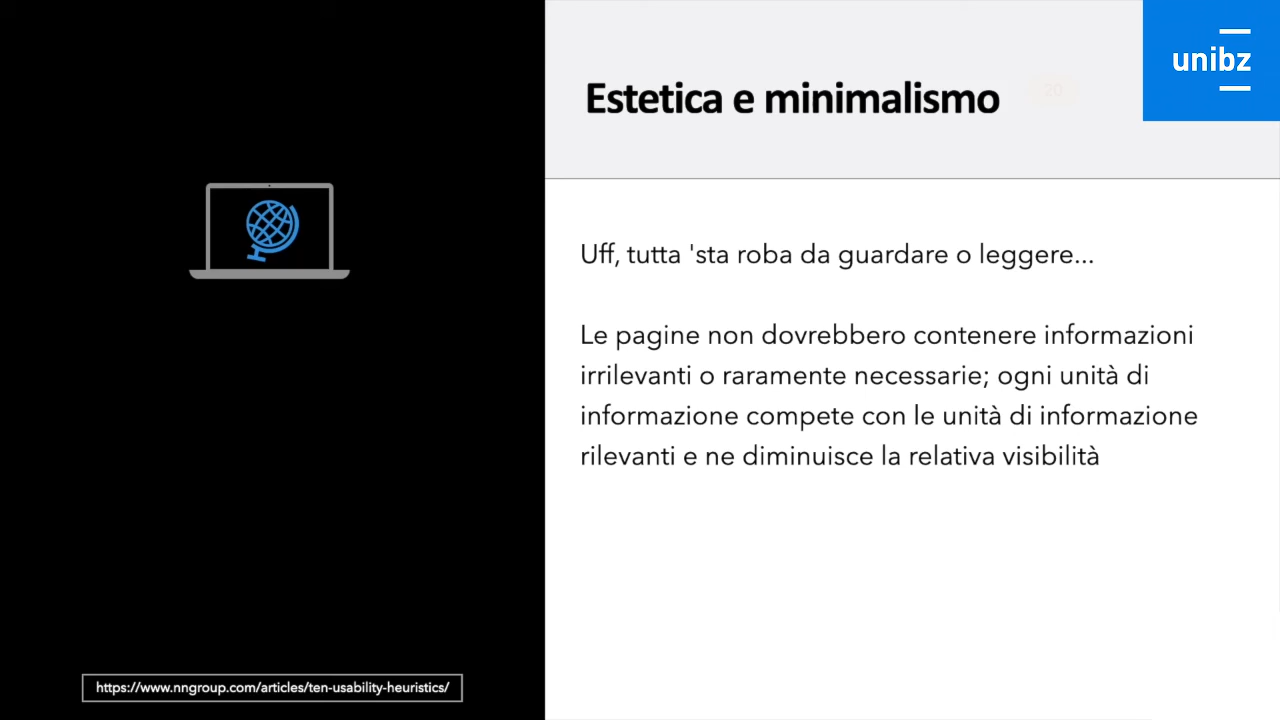 Estetica e minimalismo
20
unibz
Uff, tutta 'sta roba da guardare o leggere...
Le pagine non dovrebbero contenere informazioni
irrilevanti o raramente necessarie; ogni unità di
informazione compete con le unità di informazione
rilevanti e ne diminuisce la relativa visibilità
https://www.nngroup.com/articles/ten-usability-heuristics/